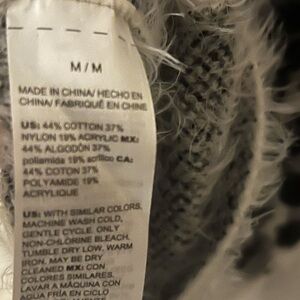 M/M
MADE IN CHINA/ HECHO EN
CHINA/ FABRIQUÉ EN CHINE
US: 44% COTTON 37%
NYLON 19% ACRYLIC MX:
44% ALGODÓN 37%
poliamida 19% acrílico CA:
44% COTON 37%
POLYAMIDE 19%
ACRYLIQUE
US: WITH SIMILAR COLORS,
MACHINE WASH COLD,
GENTLE CYCLE. ONLY
NON-CHLORINE BLEACH,
TUMBLE DRY LOW, WARM
IRON. MAY BE DRY
CLEANED MX: CON
COLORES SIMILARES,
LAVAR A MÁQUINA CON
AGUA FRÍA EN CICLO